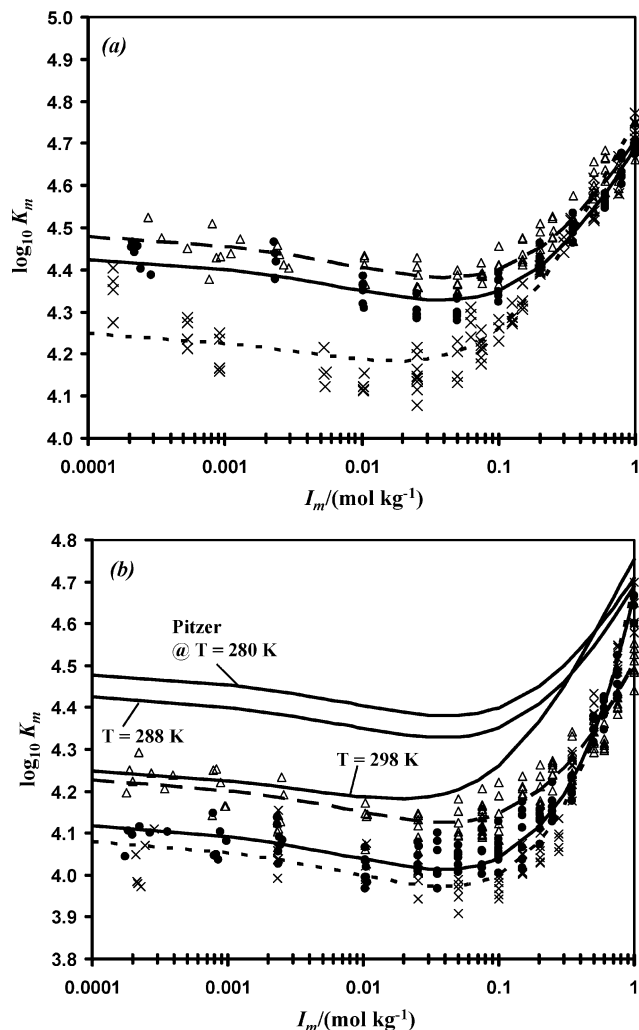 (a)
5.0
4.9
4.8
4.7
4.6
4.5
4.4
4.3
4.2
4.1
4.0
log10 Km
0.0001 0.001 0.01 0.1 1
Im/(mol kg-1)
(b)
4.8
4.7
4.6
4.5
4.4
4.3
4.2
4.1
4.0
3.9
3.8
log10 Km
Pitzer
@ T = 280 K
T = 288 K
T = 298 K
0.0001 0.001 0.01 0.1 1
Im/(mol kg-1)